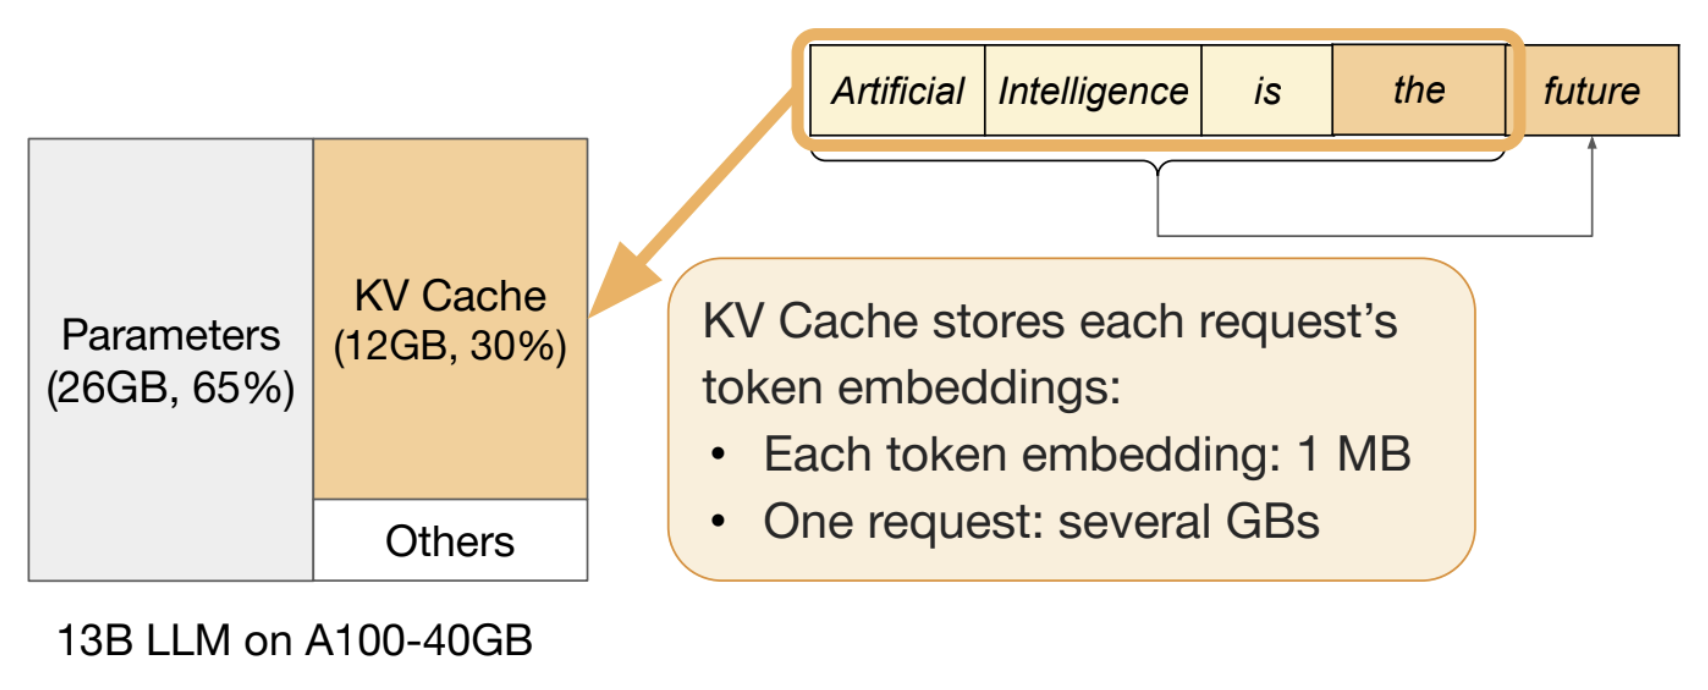 Artificial Intelligence is the future
Parameters
(26GB, 65%)
KV Cache
(12GB, 30%)
Others
13B LLM on A100-40GB
KV Cache stores each request’s
token embeddings:
• Each token embedding: 1 MB
• One request: several GBs